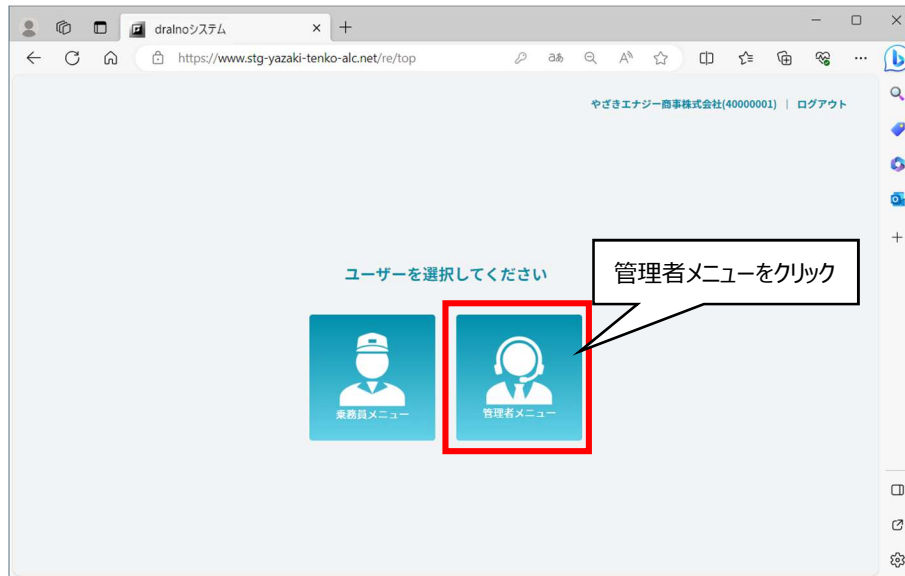 dralnoシステム
https://www.stg-yazaki-tenko-alc.net/re/top
やざきエナジー商事株式会社(40000001) | ログアウト
ユーザーを選択してください
管理者メニューをクリック
乗務員メニュー
管理者メニュー